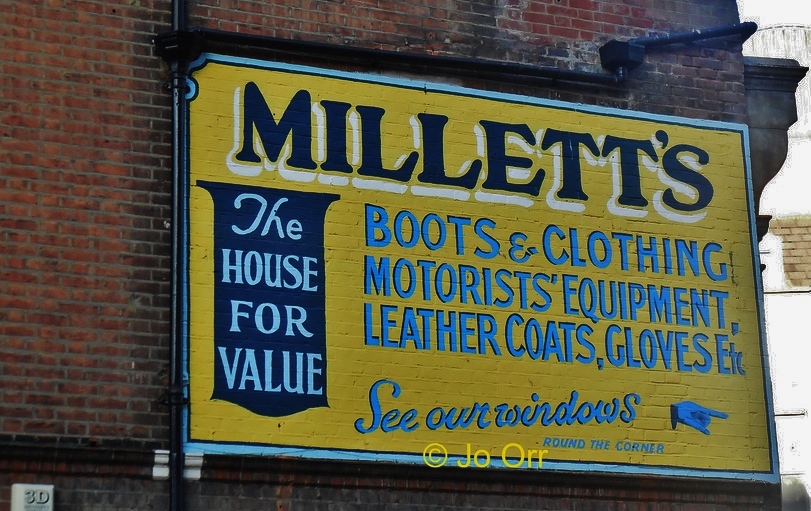 MILLETT'S
The
HOUSE
FOR
VALUE
BOOTS & CLOTHING
MOTORISTS' EQUIPMENT,
LEATHER COATS, GLOVES Etc
See our windows
ROUND THE CORNER
© Jo Orr
3D